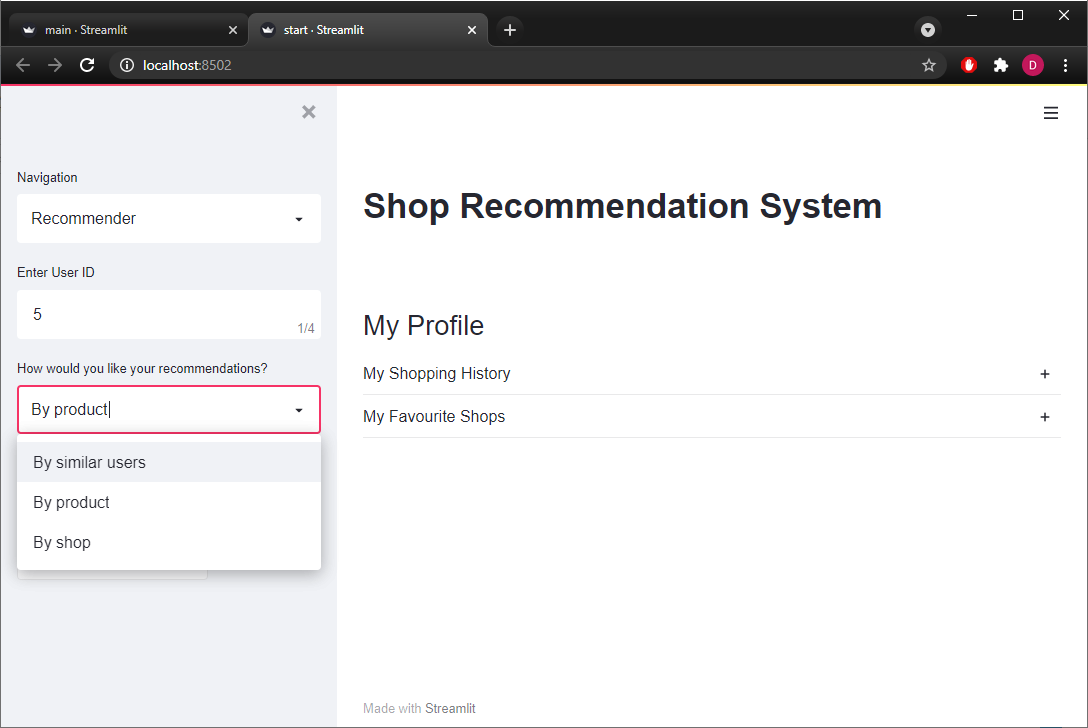 main · Streamlit
start · Streamlit
localhost:8502
D
Navigation
Recommender
Enter User ID
5
1/4
How would you like your recommendations?
By product
By similar users
By product
By shop
Shop Recommendation System
My Profile
My Shopping History
My Favourite Shops
Made with Streamlit